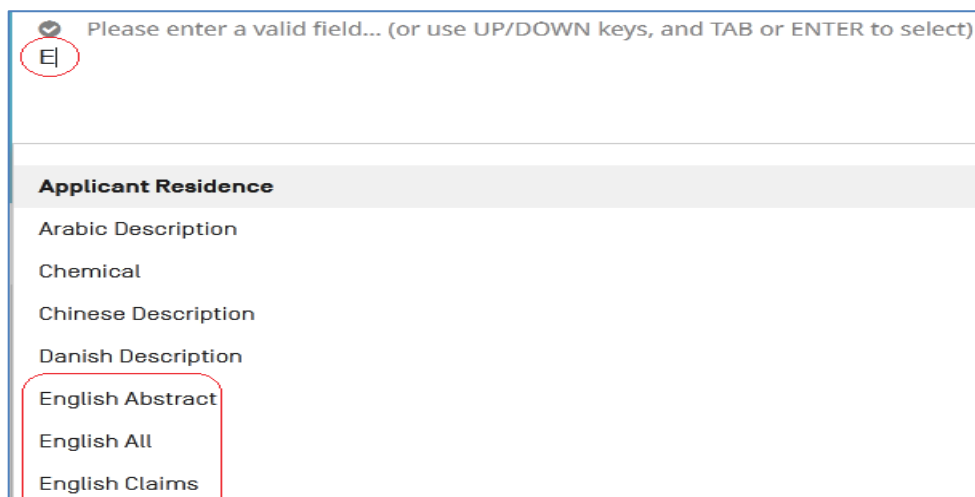 Please enter a valid field... (or use UP/DOWN keys, and TAB or ENTER to select)
E
Applicant Residence
Arabic Description
Chemical
Chinese Description
Danish Description
English Abstract
English All
English Claims